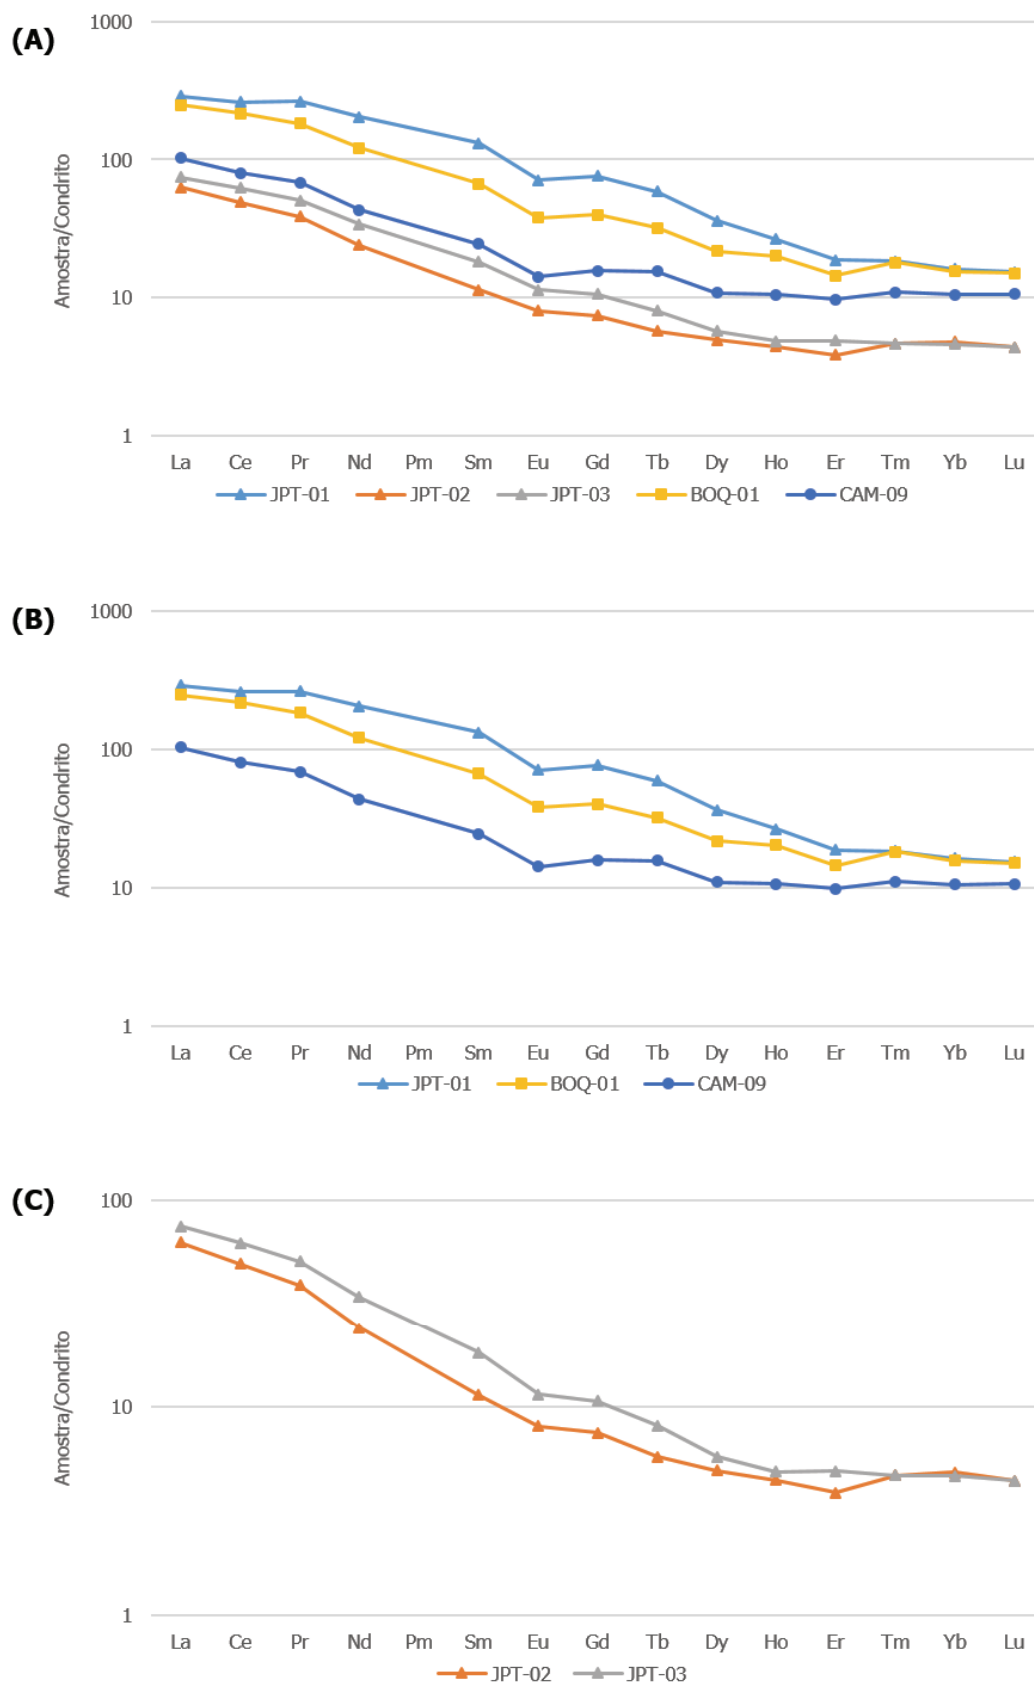 (A)
1000
100
10
1
Amostra/Condrito
La Ce Pr Nd Pm Sm Eu Gd Tb Dy Ho Er Tm Yb Lu
JPT-01 JPT-02 JPT-03 BOQ-01 CAM-09
(B)
1000
100
10
1
Amostra/Condrito
La Ce Pr Nd Pm Sm Eu Gd Tb Dy Ho Er Tm Yb Lu
JPT-01 BOQ-01 CAM-09
(C)
100
10
1
Amostra/Condrito
La Ce Pr Nd Pm Sm Eu Gd Tb Dy Ho Er Tm Yb Lu
JPT-02 JPT-03